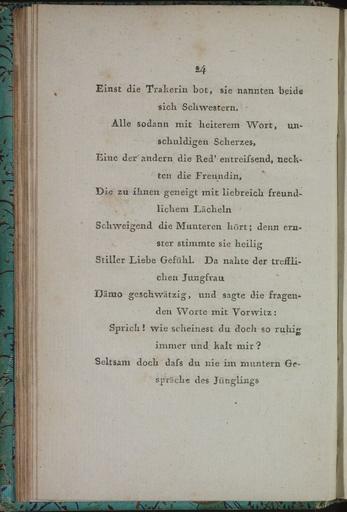 24
Einst die Trakerin bot, sie nannten beide
sich Schwestern.
Alle sodann mit heiterem Wort, un-
schuldigen Scherzes,
Eine der andern die Red' entreifsend, neck-
ten die Freundin,
Die zu ihnen geneigt mit liebreich freund-
lichem Lächeln
Schweigend die Munteren hört; denn ern-
ster stimmte sie heilig
Stiller Liebe Gefühl. Da nahte der treffli-
chen Jungfrau
Dämo geschwätzig, und sagte die fragen-
den Worte mit Vorwitz:
Sprich! wie scheinest du doch so ruhig
immer und kalt mir?
Seltsam doch dafs du nie im muntern Ge-
spräche des Jünglings